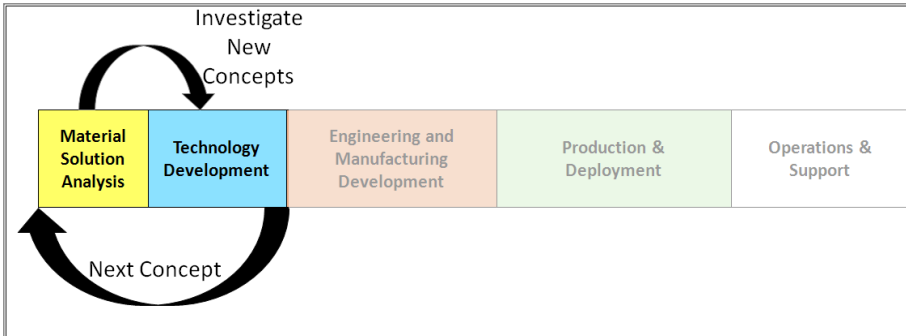 Investigate
New
Concepts
Material
Solution
Analysis
Technology
Development
Engineering and
Manufacturing
Development
Production &
Deployment
Operations &
Support
Next Concept